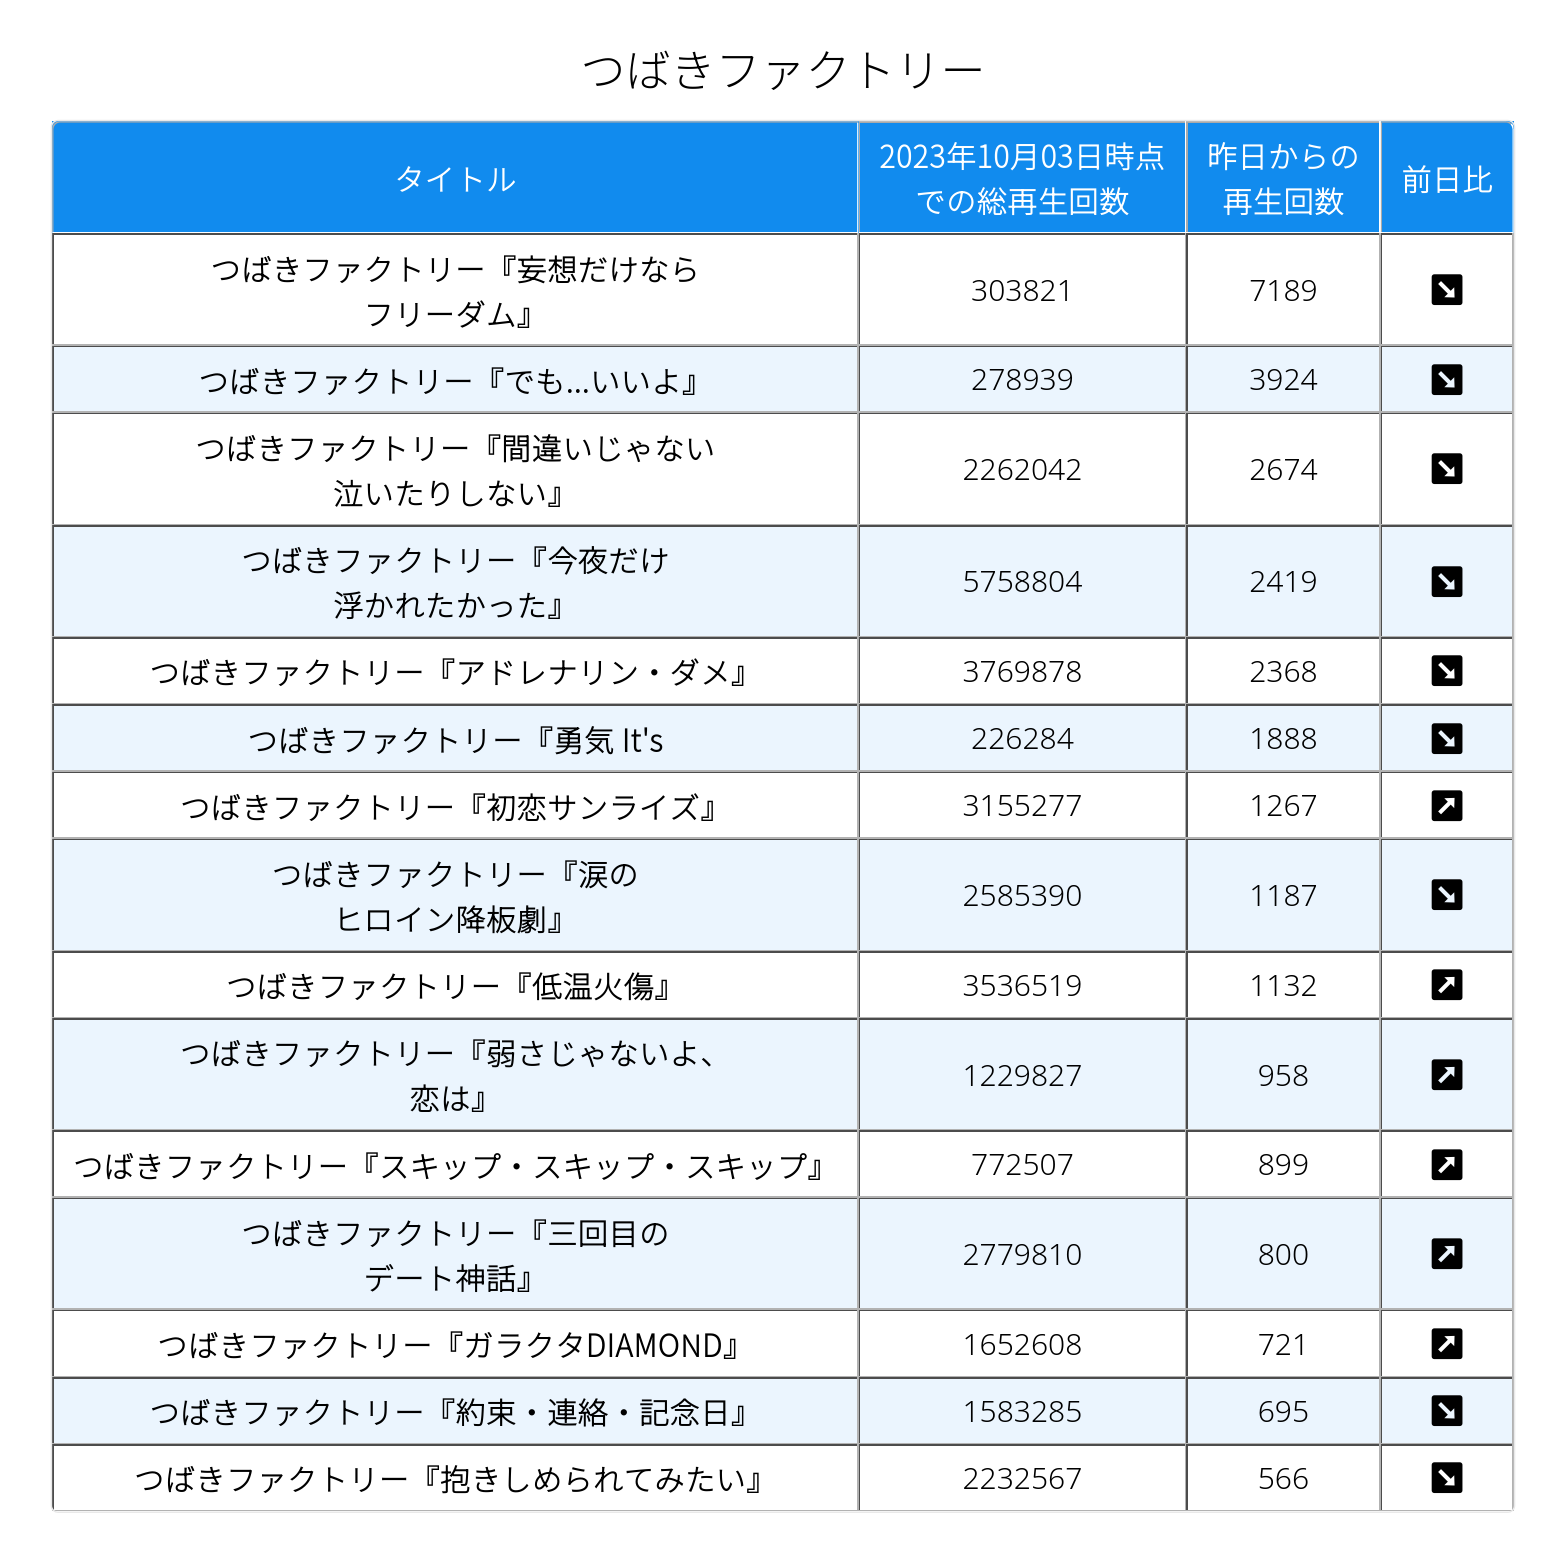 つばきファクトリー
タイトル
2023年10月03日時点
での総再生回数
昨日からの
再生回数
前日比
つばきファクトリー『妄想だけなら
フリーダム』
303821
7189
つばきファクトリー『でも...いいよ』
278939
3924
つばきファクトリー『間違いじゃない
泣いたりしない』
2262042
2674
つばきファクトリー『今夜だけ
浮かれたかった』
5758804
2419
つばきファクトリー『アドレナリン・ダメ』
3769878
2368
つばきファクトリー『勇気 It's
226284
1888
つばきファクトリー『初恋サンライズ』
3155277
1267
つばきファクトリー『涙の
ヒロイン降板劇』
2585390
1187
つばきファクトリー『低温火傷』
3536519
1132
つばきファクトリー『弱さじゃないよ、
恋は』
1229827
958
つばきファクトリー『スキップ・スキップ・スキップ』
772507
899
つばきファクトリー『三回目の
デート神話』
2779810
800
つばきファクトリー『ガラクタDIAMOND』
1652608
721
つばきファクトリー『約束・連絡・記念日』
1583285
695
つばきファクトリー『抱きしめられてみたい』
2232567
566